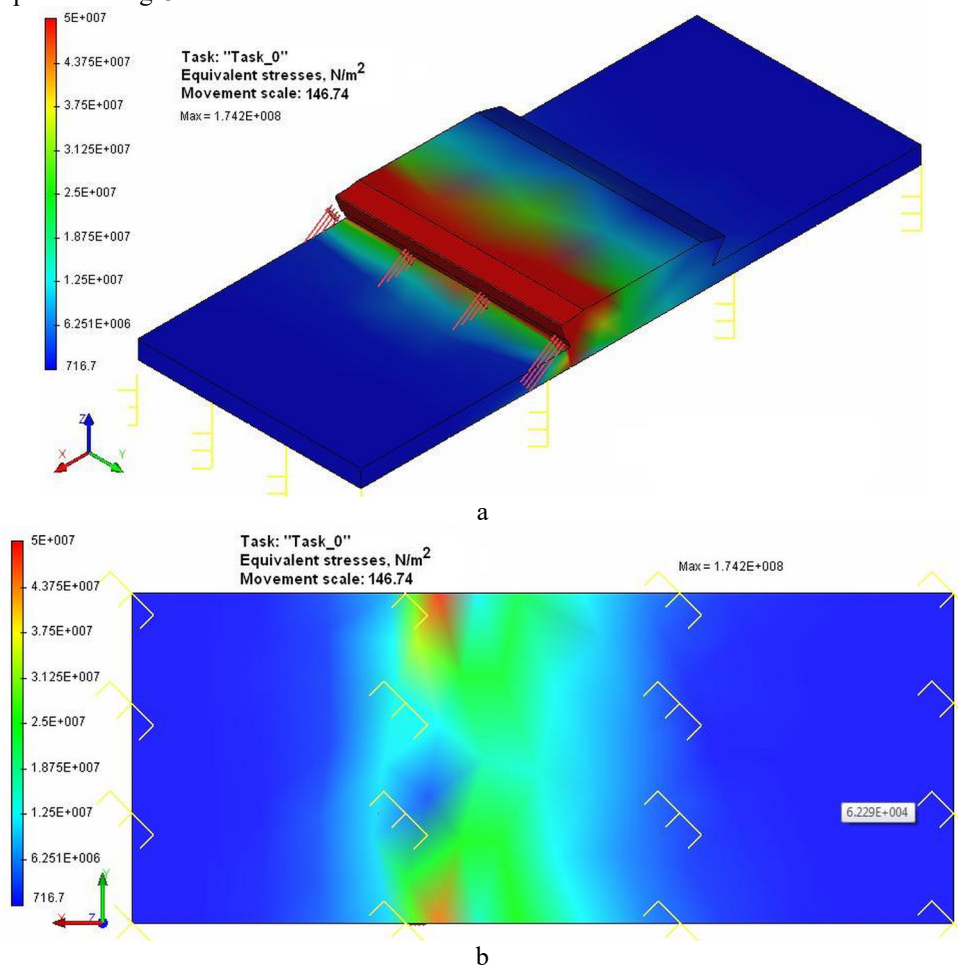 5E+007
4.375E+007
3.75E+007
3.125E+007
2.5E+007
1.875E+007
1.25E+007
6.251E+006
716.7
Task: "Task_0"
Equivalent stresses, N/m2
Movement scale: 146.74
Max = 1.742E+008
Z
X
Y
a
5E+007
4.375E+007
3.75E+007
3.125E+007
2.5E+007
1.875E+007
1.25E+007
6.251E+006
716.7
Task: "Task_0"
Equivalent stresses, N/m2
Movement scale: 146.74
Max = 1.742E+008
6.229E+004
Y
X
Z
b